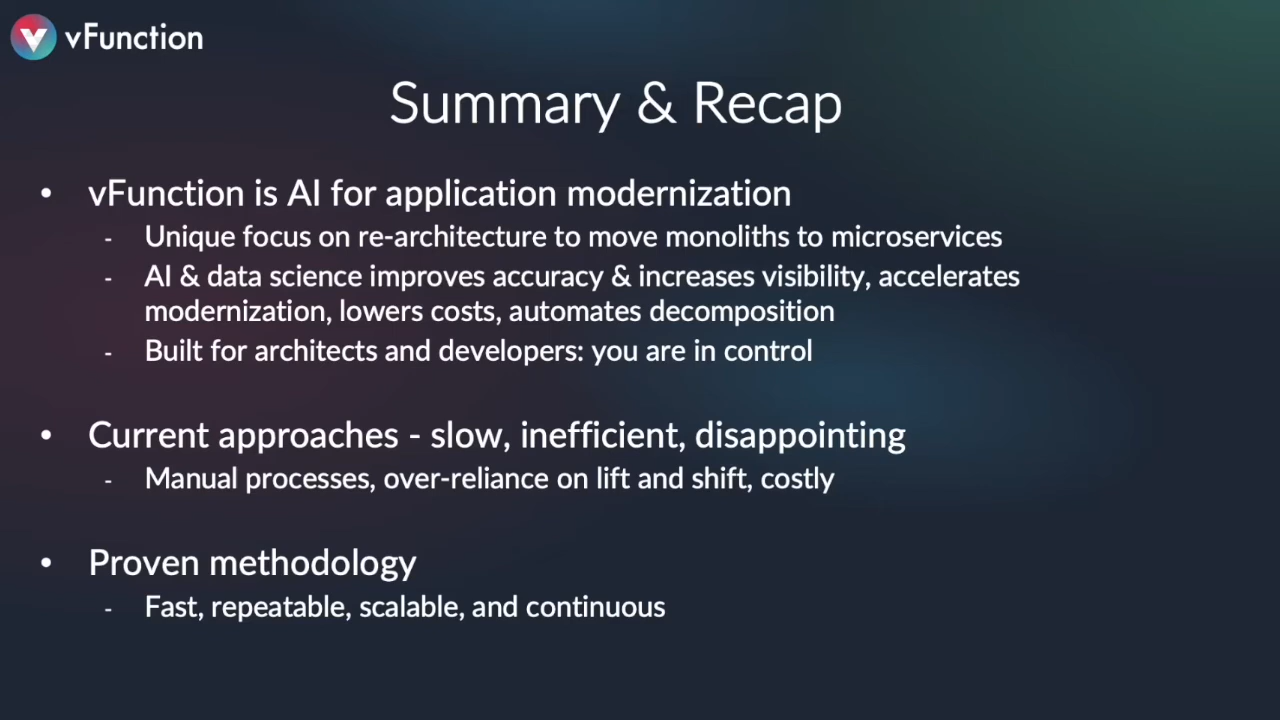 vFunction
Summary & Recap
• vFunction is AI for application modernization
- Unique focus on re-architecture to move monoliths to microservices
- AI & data science improves accuracy & increases visibility, accelerates
modernization, lowers costs, automates decomposition
- Built for architects and developers: you are in control
• Current approaches - slow, inefficient, disappointing
- Manual processes, over-reliance on lift and shift, costly
• Proven methodology
- Fast, repeatable, scalable, and continuous